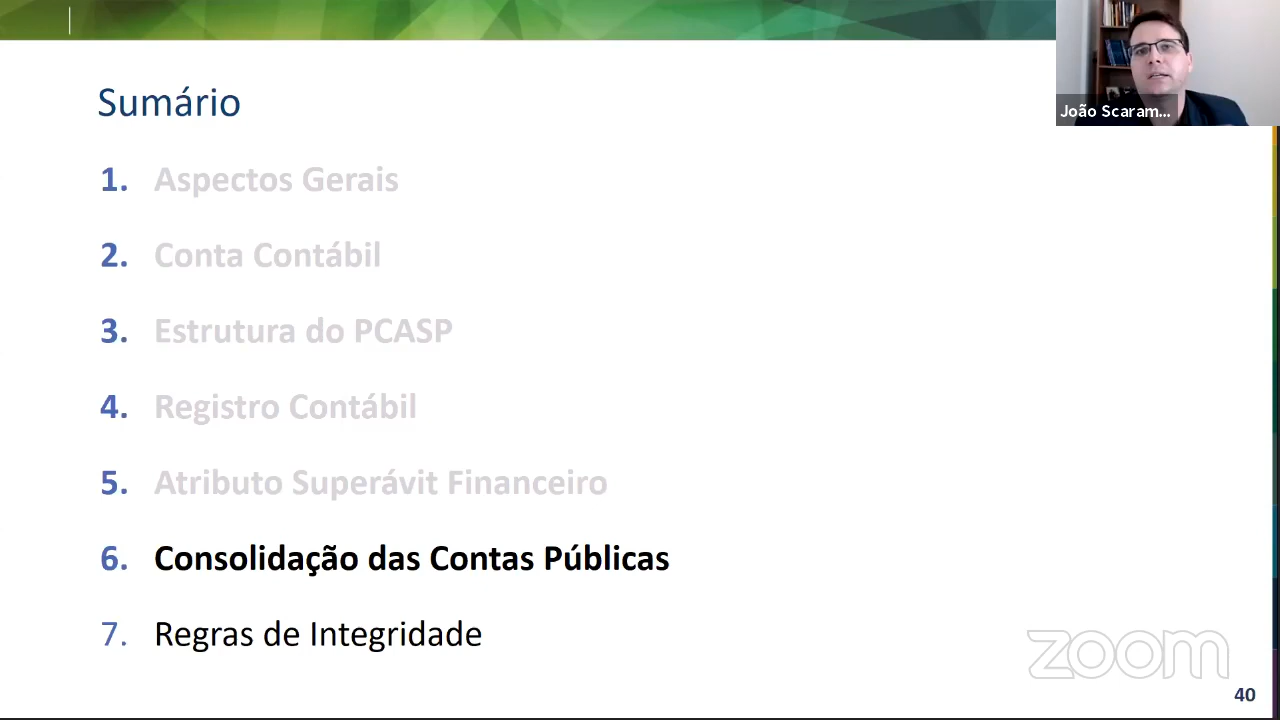 João Scaram...
Sumário
1. Aspectos Gerais
2. Conta Contábil
3. Estrutura do PCASP
4. Registro Contábil
5. Atributo Superávit Financeiro
6. Consolidação das Contas Públicas
7. Regras de Integridade
zoom
40